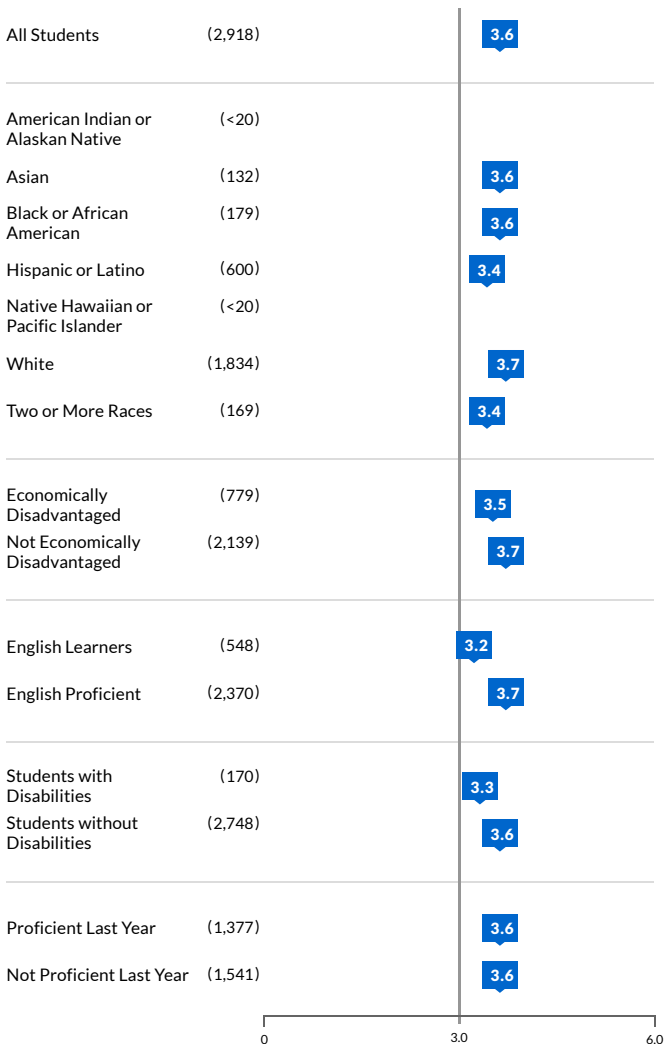 All Students (2,918) 3.6
American Indian or (<20)
Alaskan Native
Asian (132) 3.6
Black or African (179) 3.6
American
Hispanic or Latino (600) 3.4
Native Hawaiian or (<20)
Pacific Islander
White (1,834) 3.7
Two or More Races (169) 3.4
Economically (779) 3.5
Disadvantaged
Not Economically (2,139) 3.7
Disadvantaged
English Learners (548) 3.2
English Proficient (2,370) 3.7
Students with (170) 3.3
Disabilities
Students without (2,748) 3.6
Disabilities
Proficient Last Year (1,377) 3.6
Not Proficient Last Year (1,541) 3.6
0 3.0 6.0